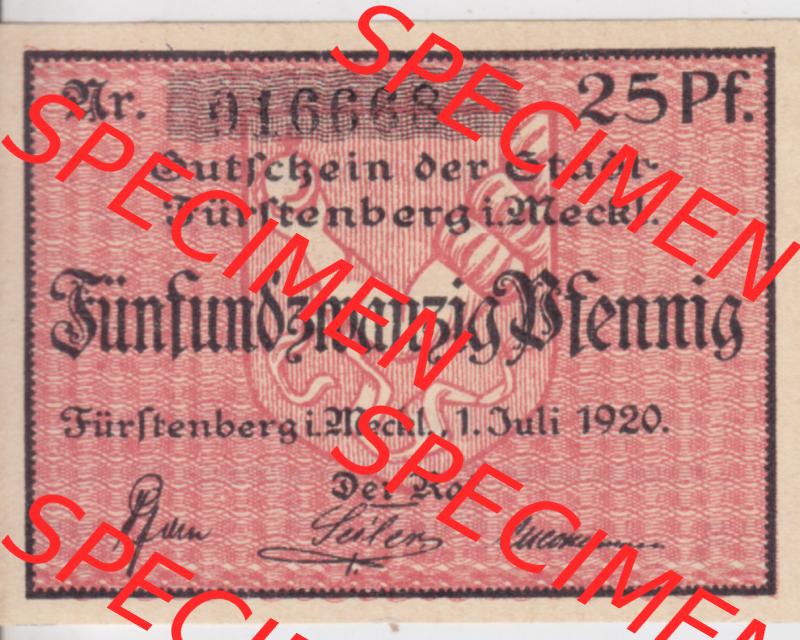 Nr. 016668 25 Pf.
Gutschein der Stadt
Fürstenberg i. Meckl.
Fünfundzwanzig Pfennig
Fürstenberg i. Meckl., 1. Juli 1920.
Der Rat
Seiler
SPECIMEN
SPECIMEN
SPECIMEN
SPECIMEN